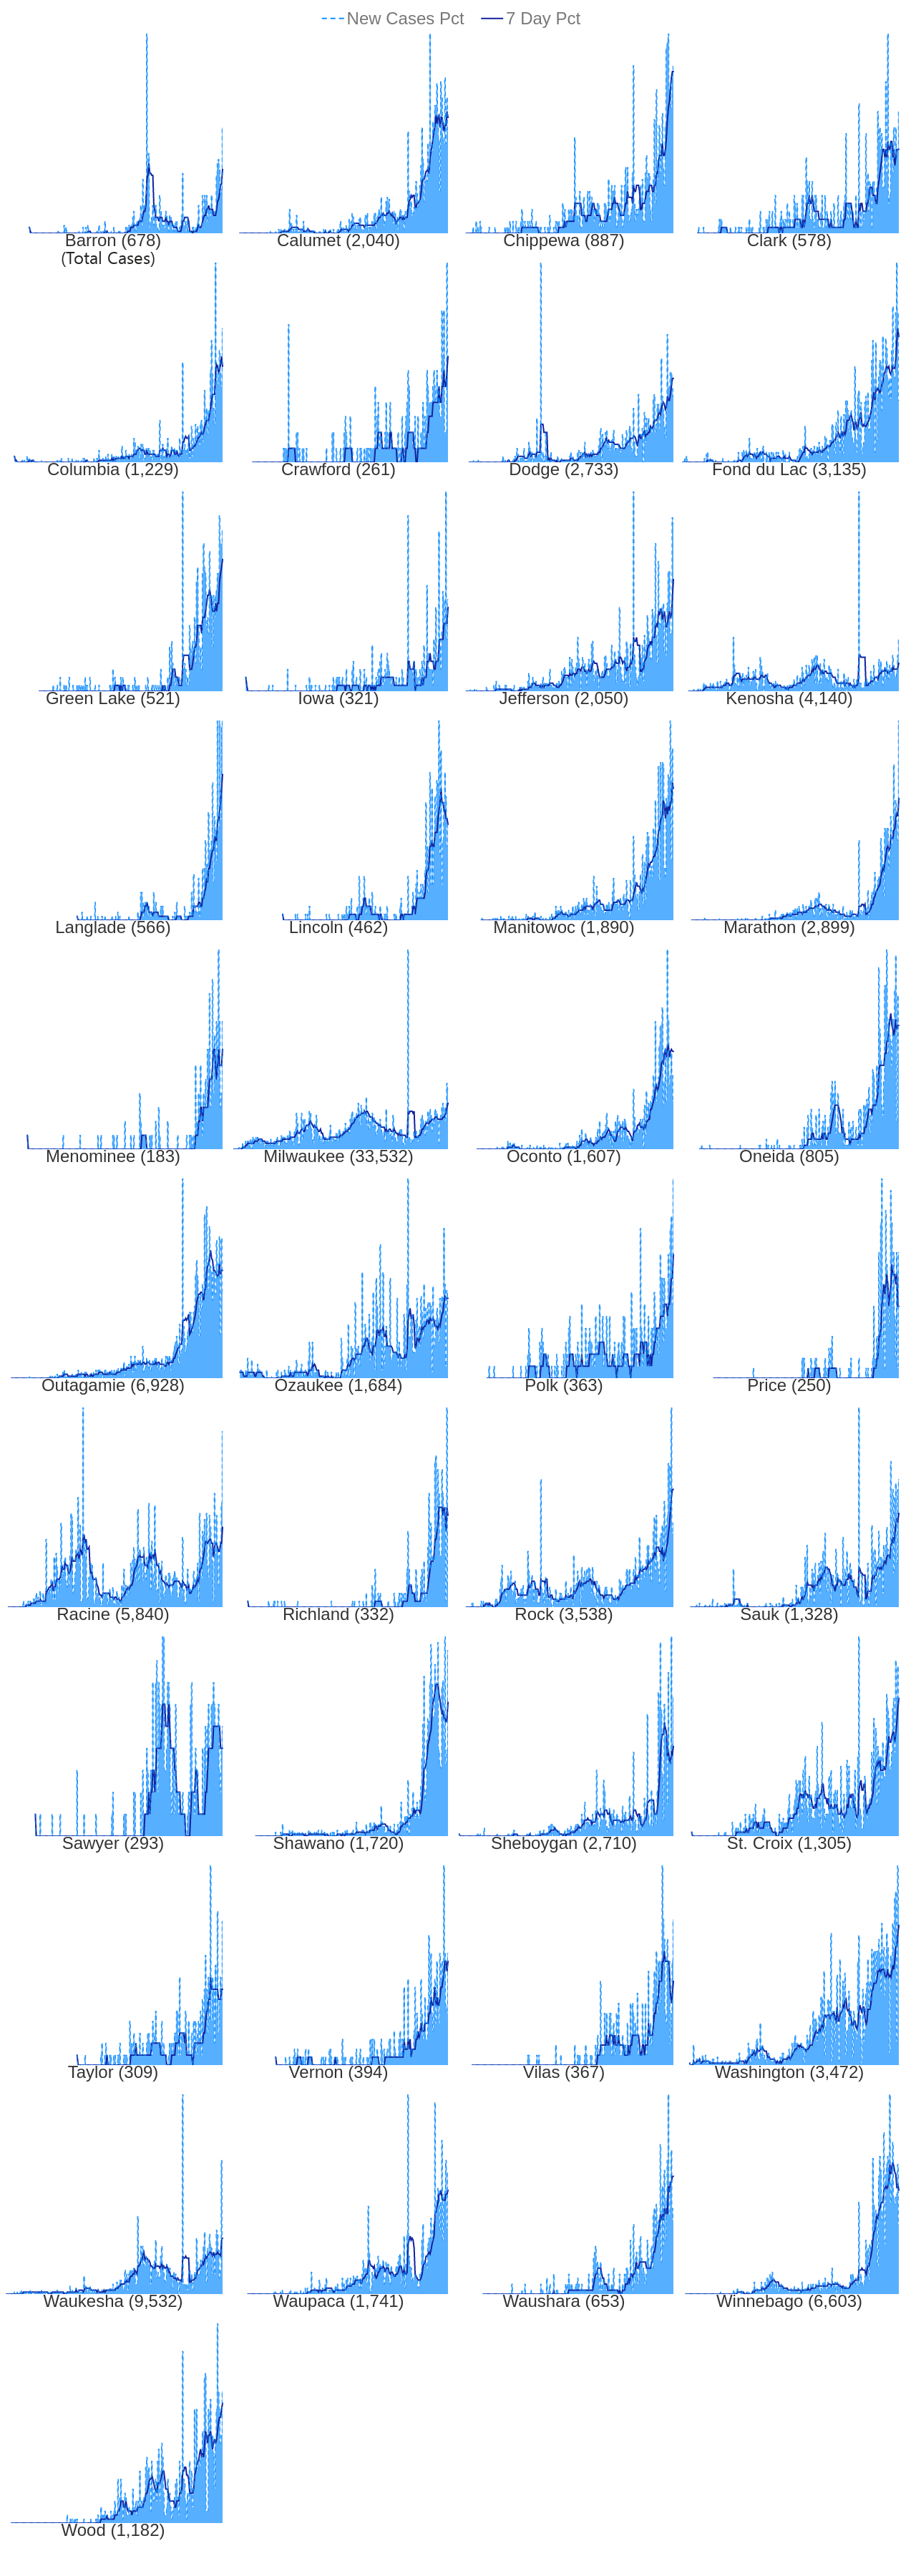 New Cases Pct 7 Day Pct
Barron (678) Calumet (2,040) Chippewa (887) Clark (578)
(Total Cases)
Columbia (1,229) Crawford (261) Dodge (2,733) Fond du Lac (3,135)
Green Lake (521) Iowa (321) Jefferson (2,050) Kenosha (4,140)
Langlade (566) Lincoln (462) Manitowoc (1,890) Marathon (2,899)
Menominee (183) Milwaukee (33,532) Oconto (1,607) Oneida (805)
Outagamie (6,928) Ozaukee (1,684) Polk (363) Price (250)
Racine (5,840) Richland (332) Rock (3,538) Sauk (1,328)
Sawyer (293) Shawano (1,720) Sheboygan (2,710) St. Croix (1,305)
Taylor (309) Vernon (394) Vilas (367) Washington (3,472)
Waukesha (9,532) Waupaca (1,741) Waushara (653) Winnebago (6,603)
Wood (1,182)